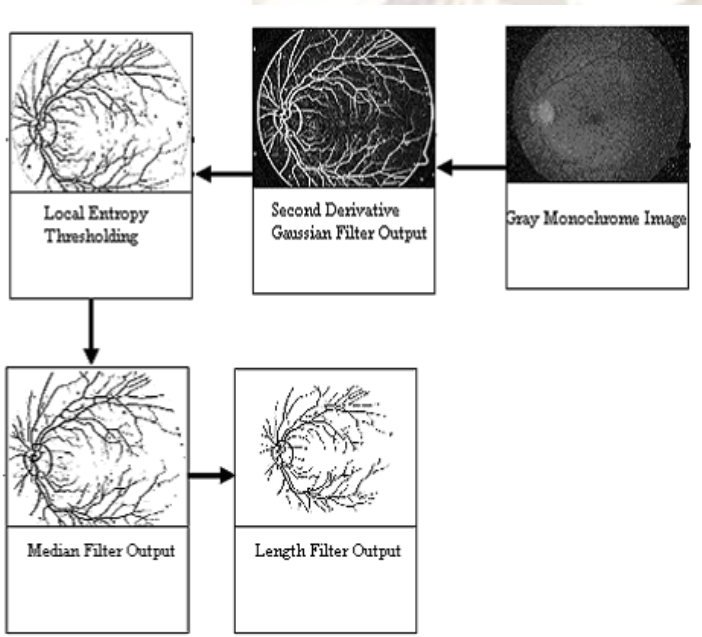 Local Entropy
Thresholding
Second Derivative
Gaussian Filter Output
Gray Monochrome Image
Median Filter Output
Length Filter Output